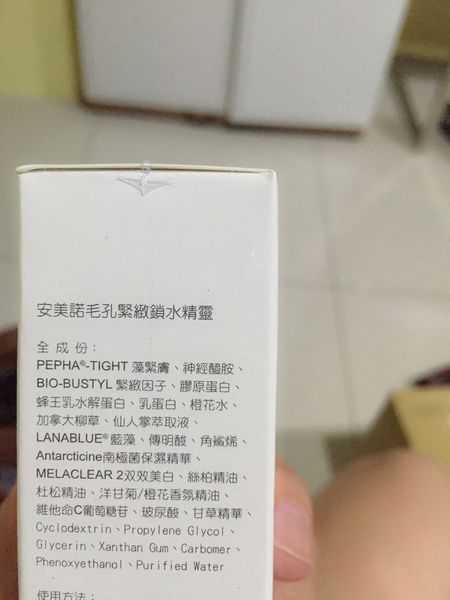 安美諾毛孔緊緻鎖水精靈
全成份：
PEPHA®-TIGHT 藻緊膚、神經醯胺、
BIO-BUSTYL 緊緻因子、膠原蛋白、
蜂王乳水解蛋白、乳蛋白、橙花水、
加拿大柳草、仙人掌萃取液、
LANABLUE® 藍藻、傳明酸、角鯊烯、
Antarcticine南極菌保濕精華、
MELACLEAR 2双效美白、絲柏精油、
杜松精油、洋甘菊/橙花香氛精油、
維他命C葡萄糖苷、玻尿酸、甘草精華、
Cyclodextrin、Propylene Glycol、
Glycerin、Xanthan Gum、Carbomer、
Phenoxyethanol、Purified Water
使用方法：